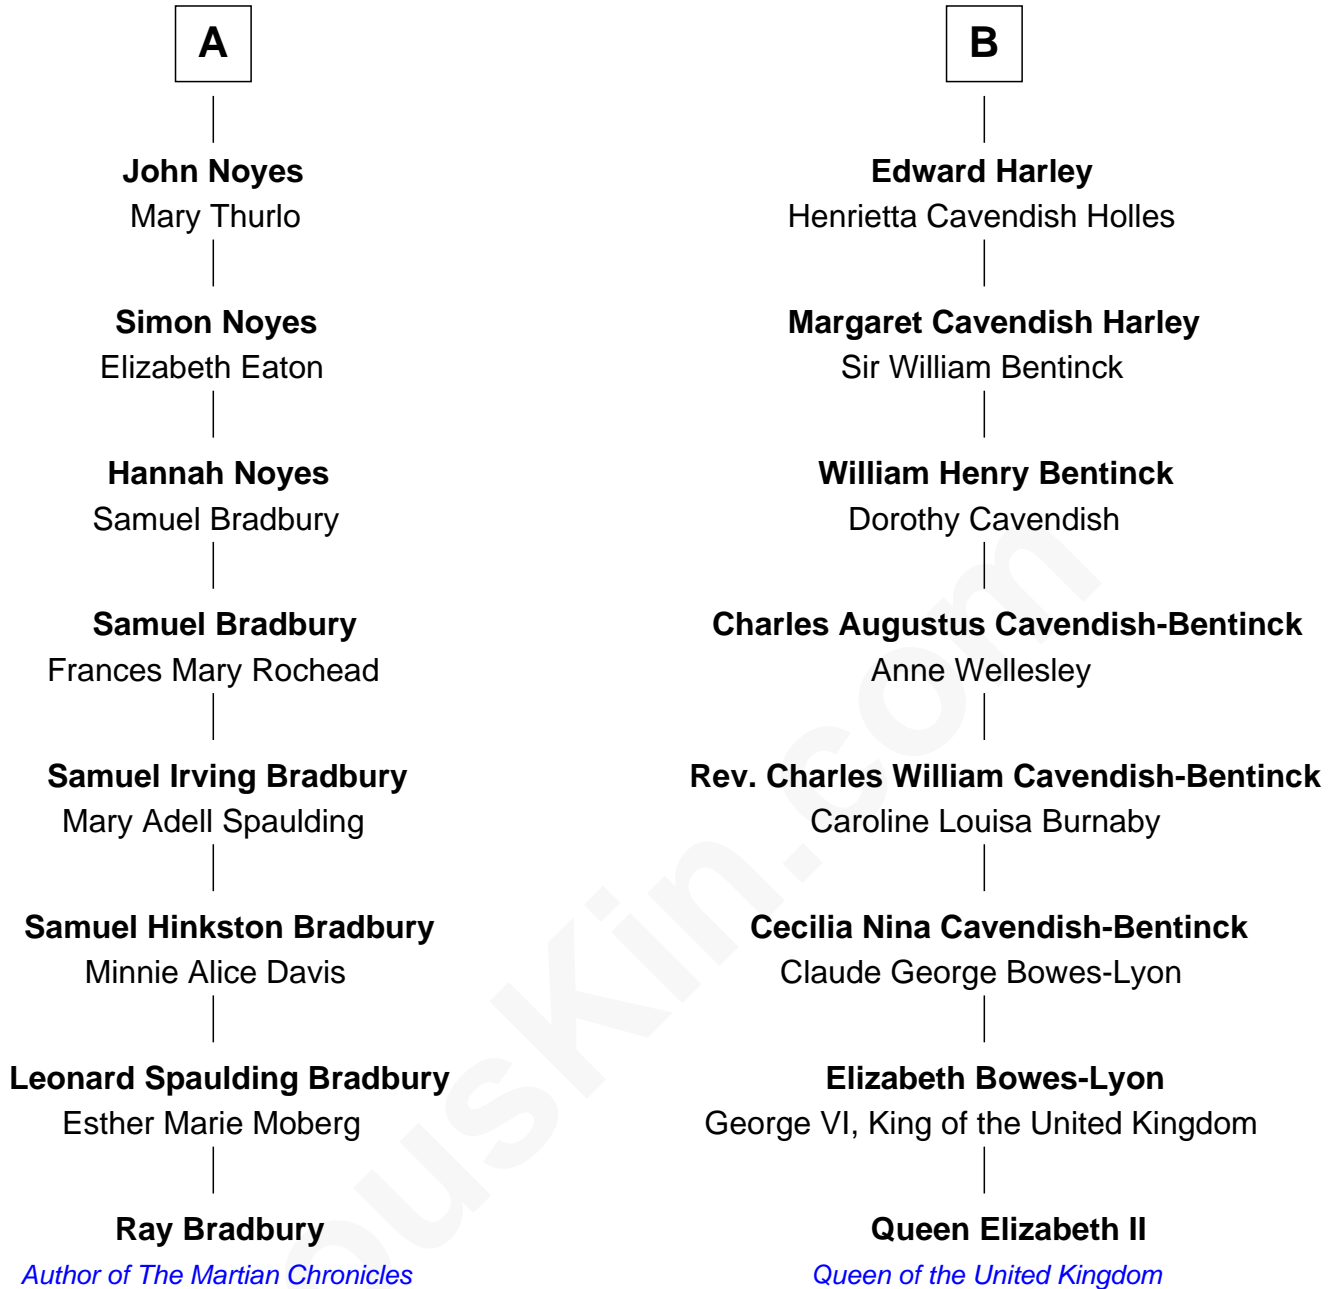 A
John Noyes
Mary Thurlo
Simon Noyes
Elizabeth Eaton
Hannah Noyes
Samuel Bradbury
Samuel Bradbury
Frances Mary Rochead
Samuel Irving Bradbury
Mary Adell Spaulding
Samuel Hinkston Bradbury
Minnie Alice Davis
Leonard Spaulding Bradbury
Esther Marie Moberg
Ray Bradbury
Author of The Martian Chronicles
B
Edward Harley
Henrietta Cavendish Holles
Margaret Cavendish Harley
Sir William Bentinck
William Henry Bentinck
Dorothy Cavendish
Charles Augustus Cavendish-Bentinck
Anne Wellesley
Rev. Charles William Cavendish-Bentinck
Caroline Louisa Burnaby
Cecilia Nina Cavendish-Bentinck
Claude George Bowes-Lyon
Elizabeth Bowes-Lyon
George VI, King of the United Kingdom
Queen Elizabeth II
Queen of the United Kingdom
ousKin.com